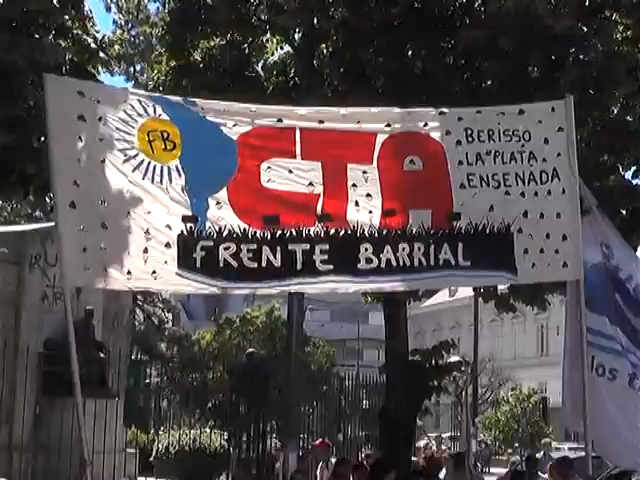 FB
CTA
BERISSO
LA PLATA
ENSENADA
FRENTE BARRIAL
los